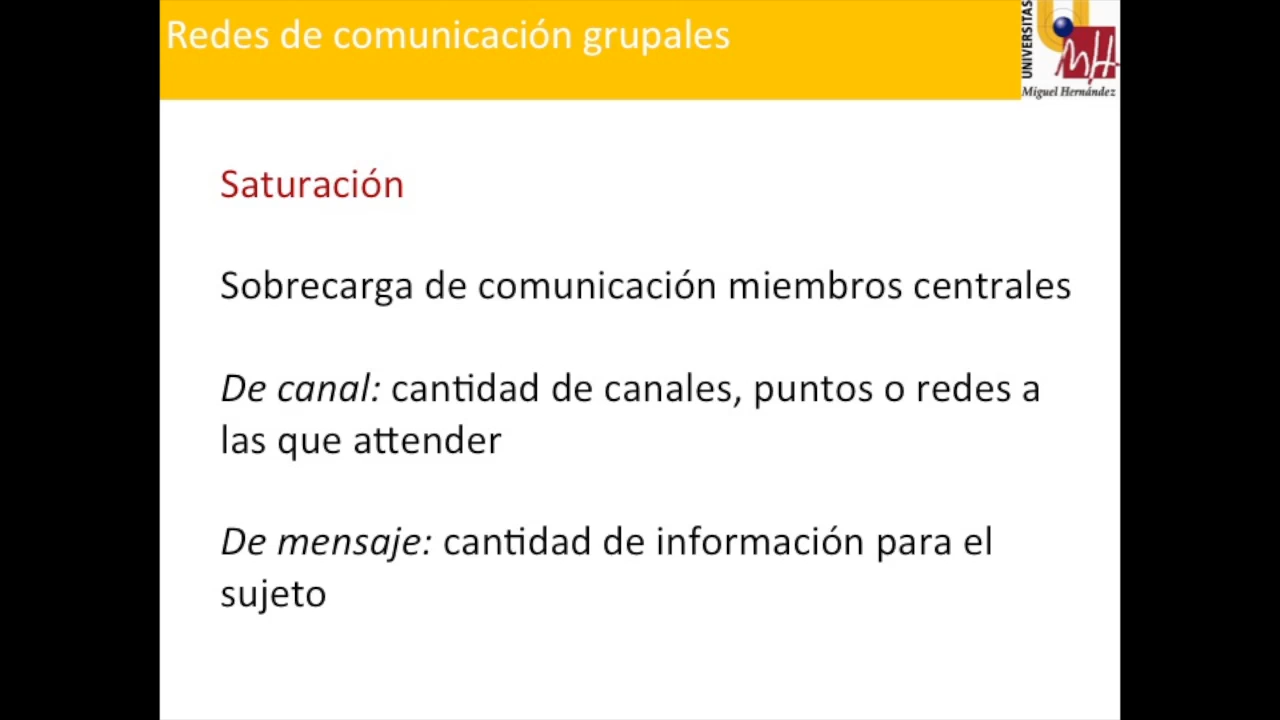 Redes de comunicación grupales
UNIVERSITAS
Miguel Hernández
Saturación
Sobrecarga de comunicación miembros centrales
De canal: cantidad de canales, puntos o redes a
las que attender
De mensaje: cantidad de información para el
sujeto